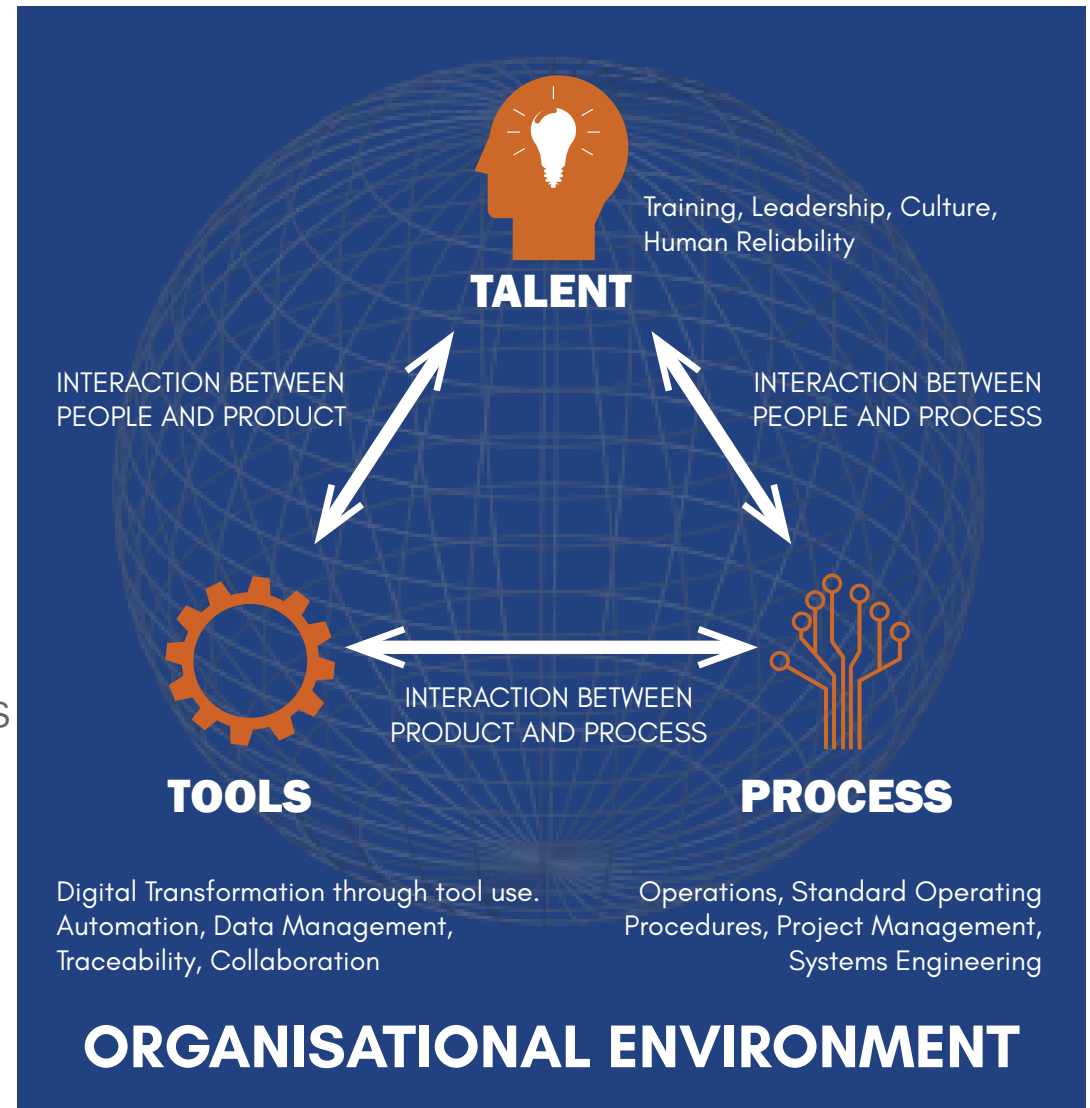 Training, Leadership, Culture,
Human Reliability
TALENT
INTERACTION BETWEEN
PEOPLE AND PRODUCT
INTERACTION BETWEEN
PEOPLE AND PROCESS
INTERACTION BETWEEN
PRODUCT AND PROCESS
S
TOOLS
PROCESS
Digital Transformation through tool use.
Automation, Data Management,
Traceability, Collaboration
Operations, Standard Operating
Procedures, Project Management,
Systems Engineering
ORGANISATIONAL ENVIRONMENT